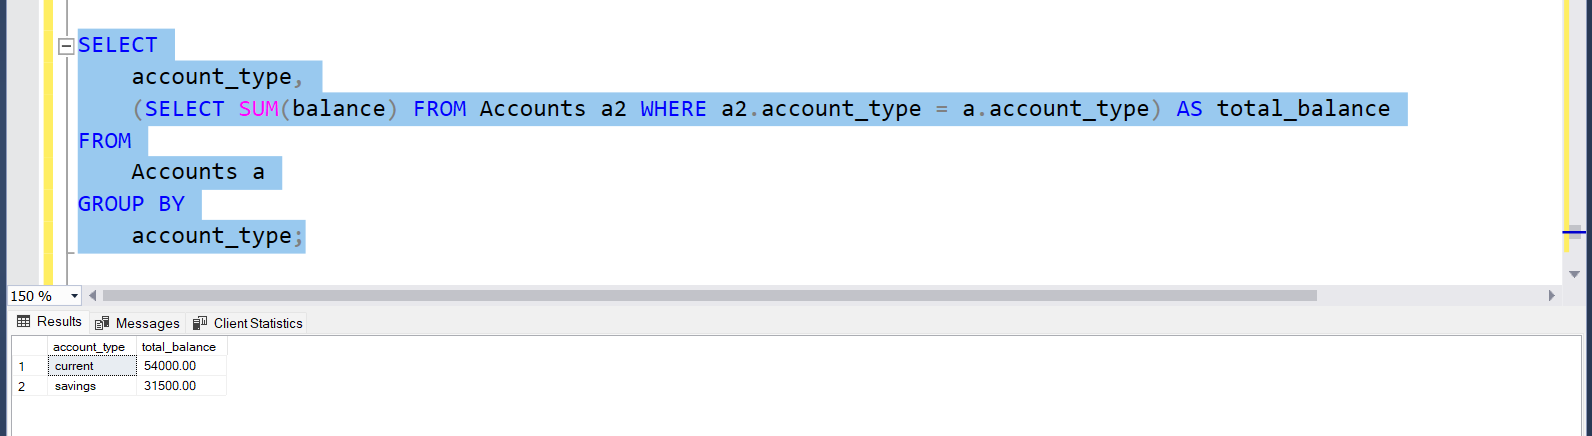 SELECT
account_type,
(SELECT SUM(balance) FROM Accounts a2 WHERE a2.account_type = a.account_type) AS total_balance
FROM
Accounts a
GROUP BY
account_type;
150 %
Results Messages Client Statistics
account_type total_balance
1 current 54000.00
2 savings 31500.00